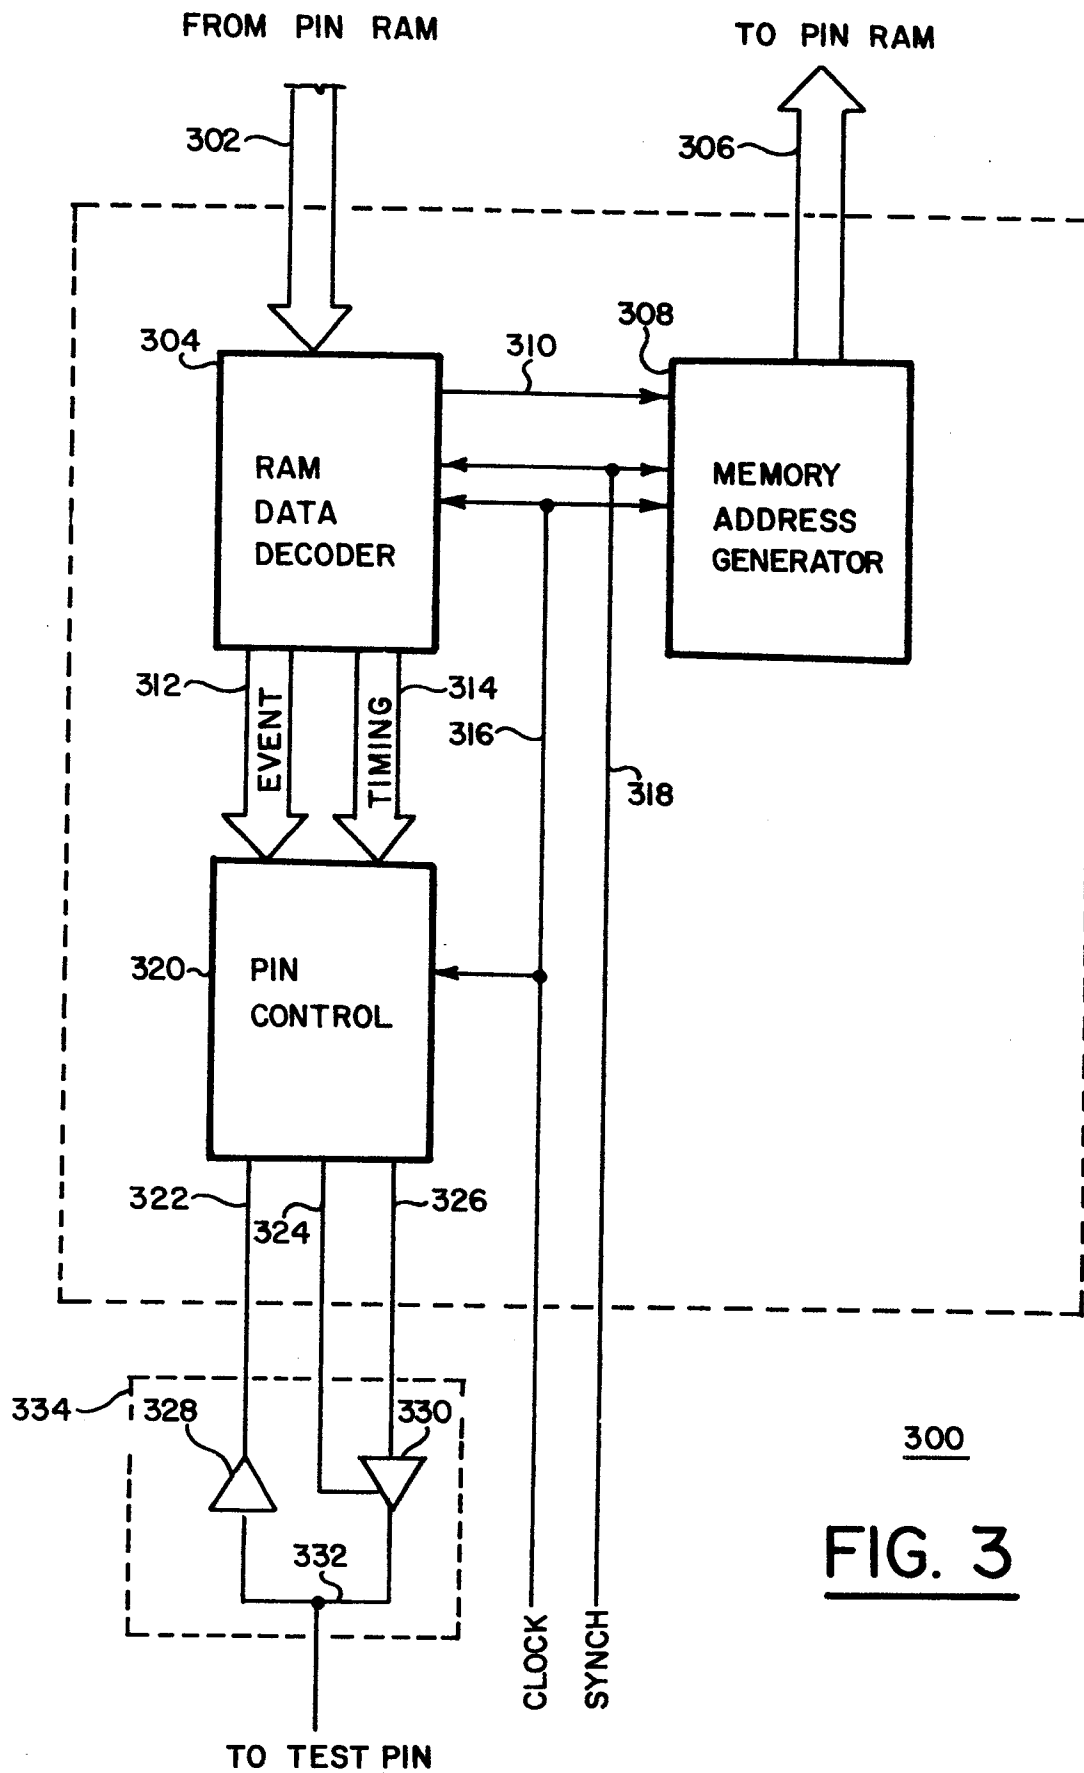 FROM PIN RAM
TO PIN RAM
302
306
304
310
308
RAM
DATA
DECODER
MEMORY
ADDRESS
GENERATOR
312
EVENT
TIMING
314
316
318
320
PIN
CONTROL
322
324
326
334
328
330
332
300
FIG. 3
CLOCK
SYNCH
TO TEST PIN